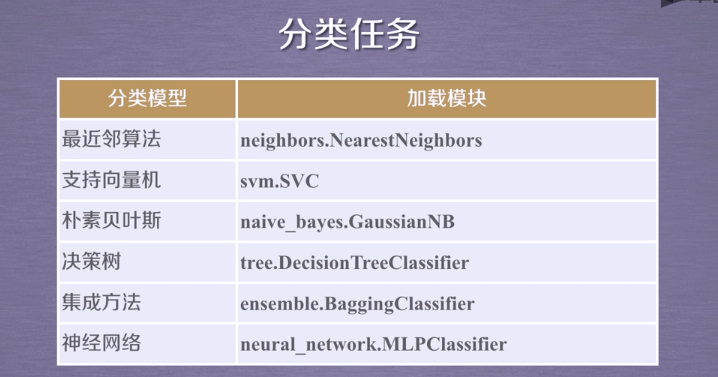 分类任务
分类模型 加载模块
最近邻算法 neighbors.NearestNeighbors
支持向量机 svm.SVC
朴素贝叶斯 naive_bayes.GaussianNB
决策树 tree.DecisionTreeClassifier
集成方法 ensemble.BaggingClassifier
神经网络 neural_network.MLPClassifier